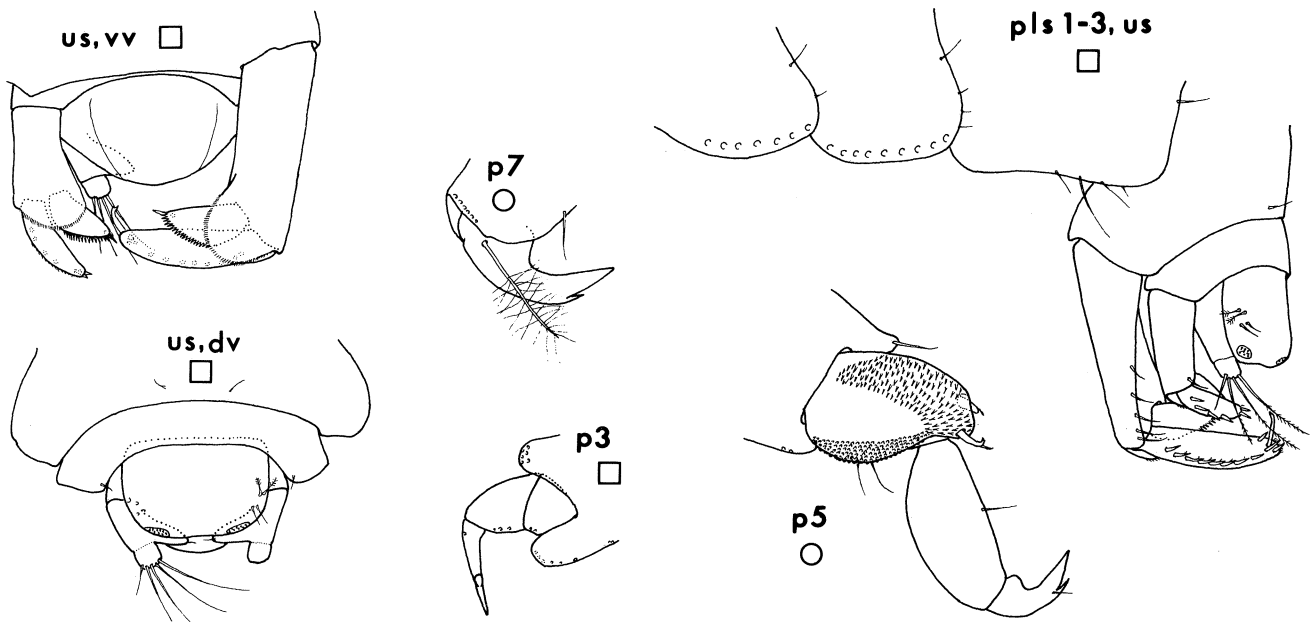 us, vv
pls 1-3, us
p7
us, dv
p3
p5